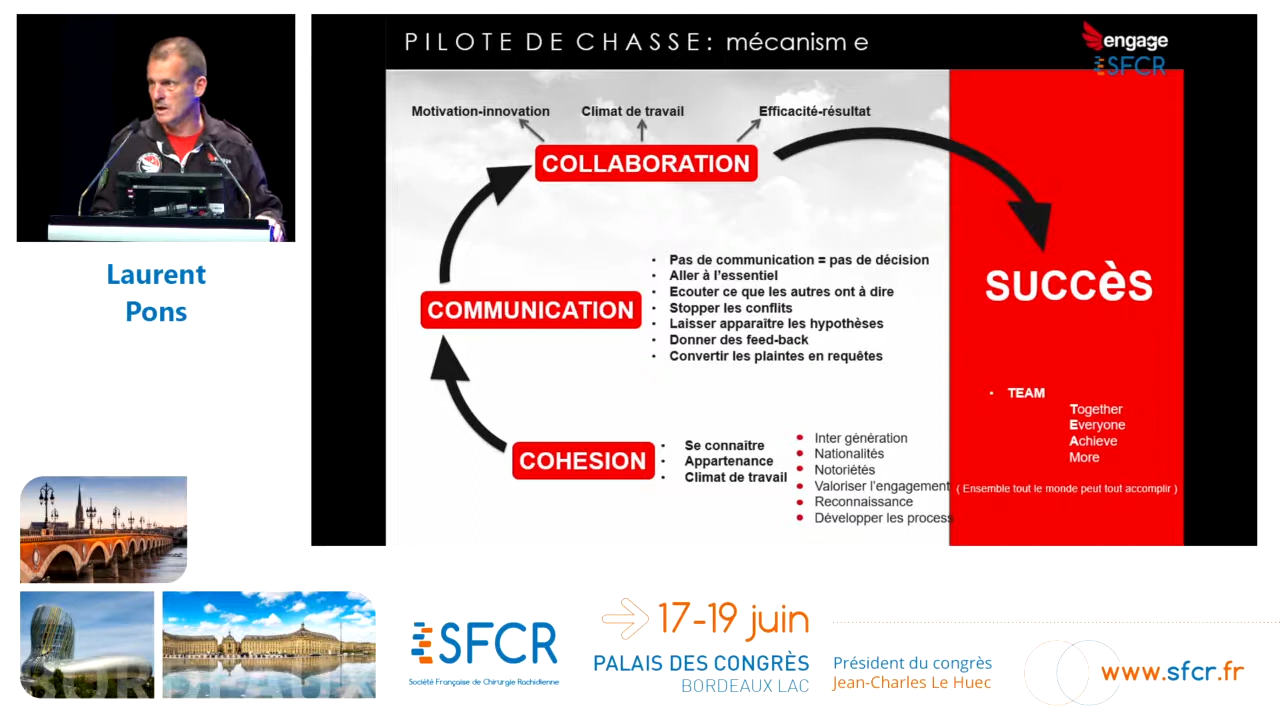 PILOTE DE CHASSE: mécanisme
engage
SFCR
Motivation-innovation
Climat de travail
Efficacité-résultat
COLLABORATION
Laurent
Pons
COMMUNICATION
• Pas de communication = pas de décision
• Aller à l'essentiel
• Ecouter ce que les autres ont à dire
• Stopper les conflits
• Laisser apparaître les hypothèses
• Donner des feed-back
• Convertir les plaintes en requêtes
succès
• TEAM
Together
Everyone
Achieve
More
( Ensemble tout le monde peut tout accomplir )
COHESION
• Se connaître
• Appartenance
• Climat de travail
• Inter génération
• Nationalités
• Notoriétés
• Valoriser l'engagement
• Reconnaissance
• Développer les process
BORDEAUX
SFCR
Société Française de Chirurgie Rachidienne
17-19 juin
PALAIS DES CONGRÈS
BORDEAUX LAC
Président du congrès
Jean-Charles Le Huec
www.sfcr.fr